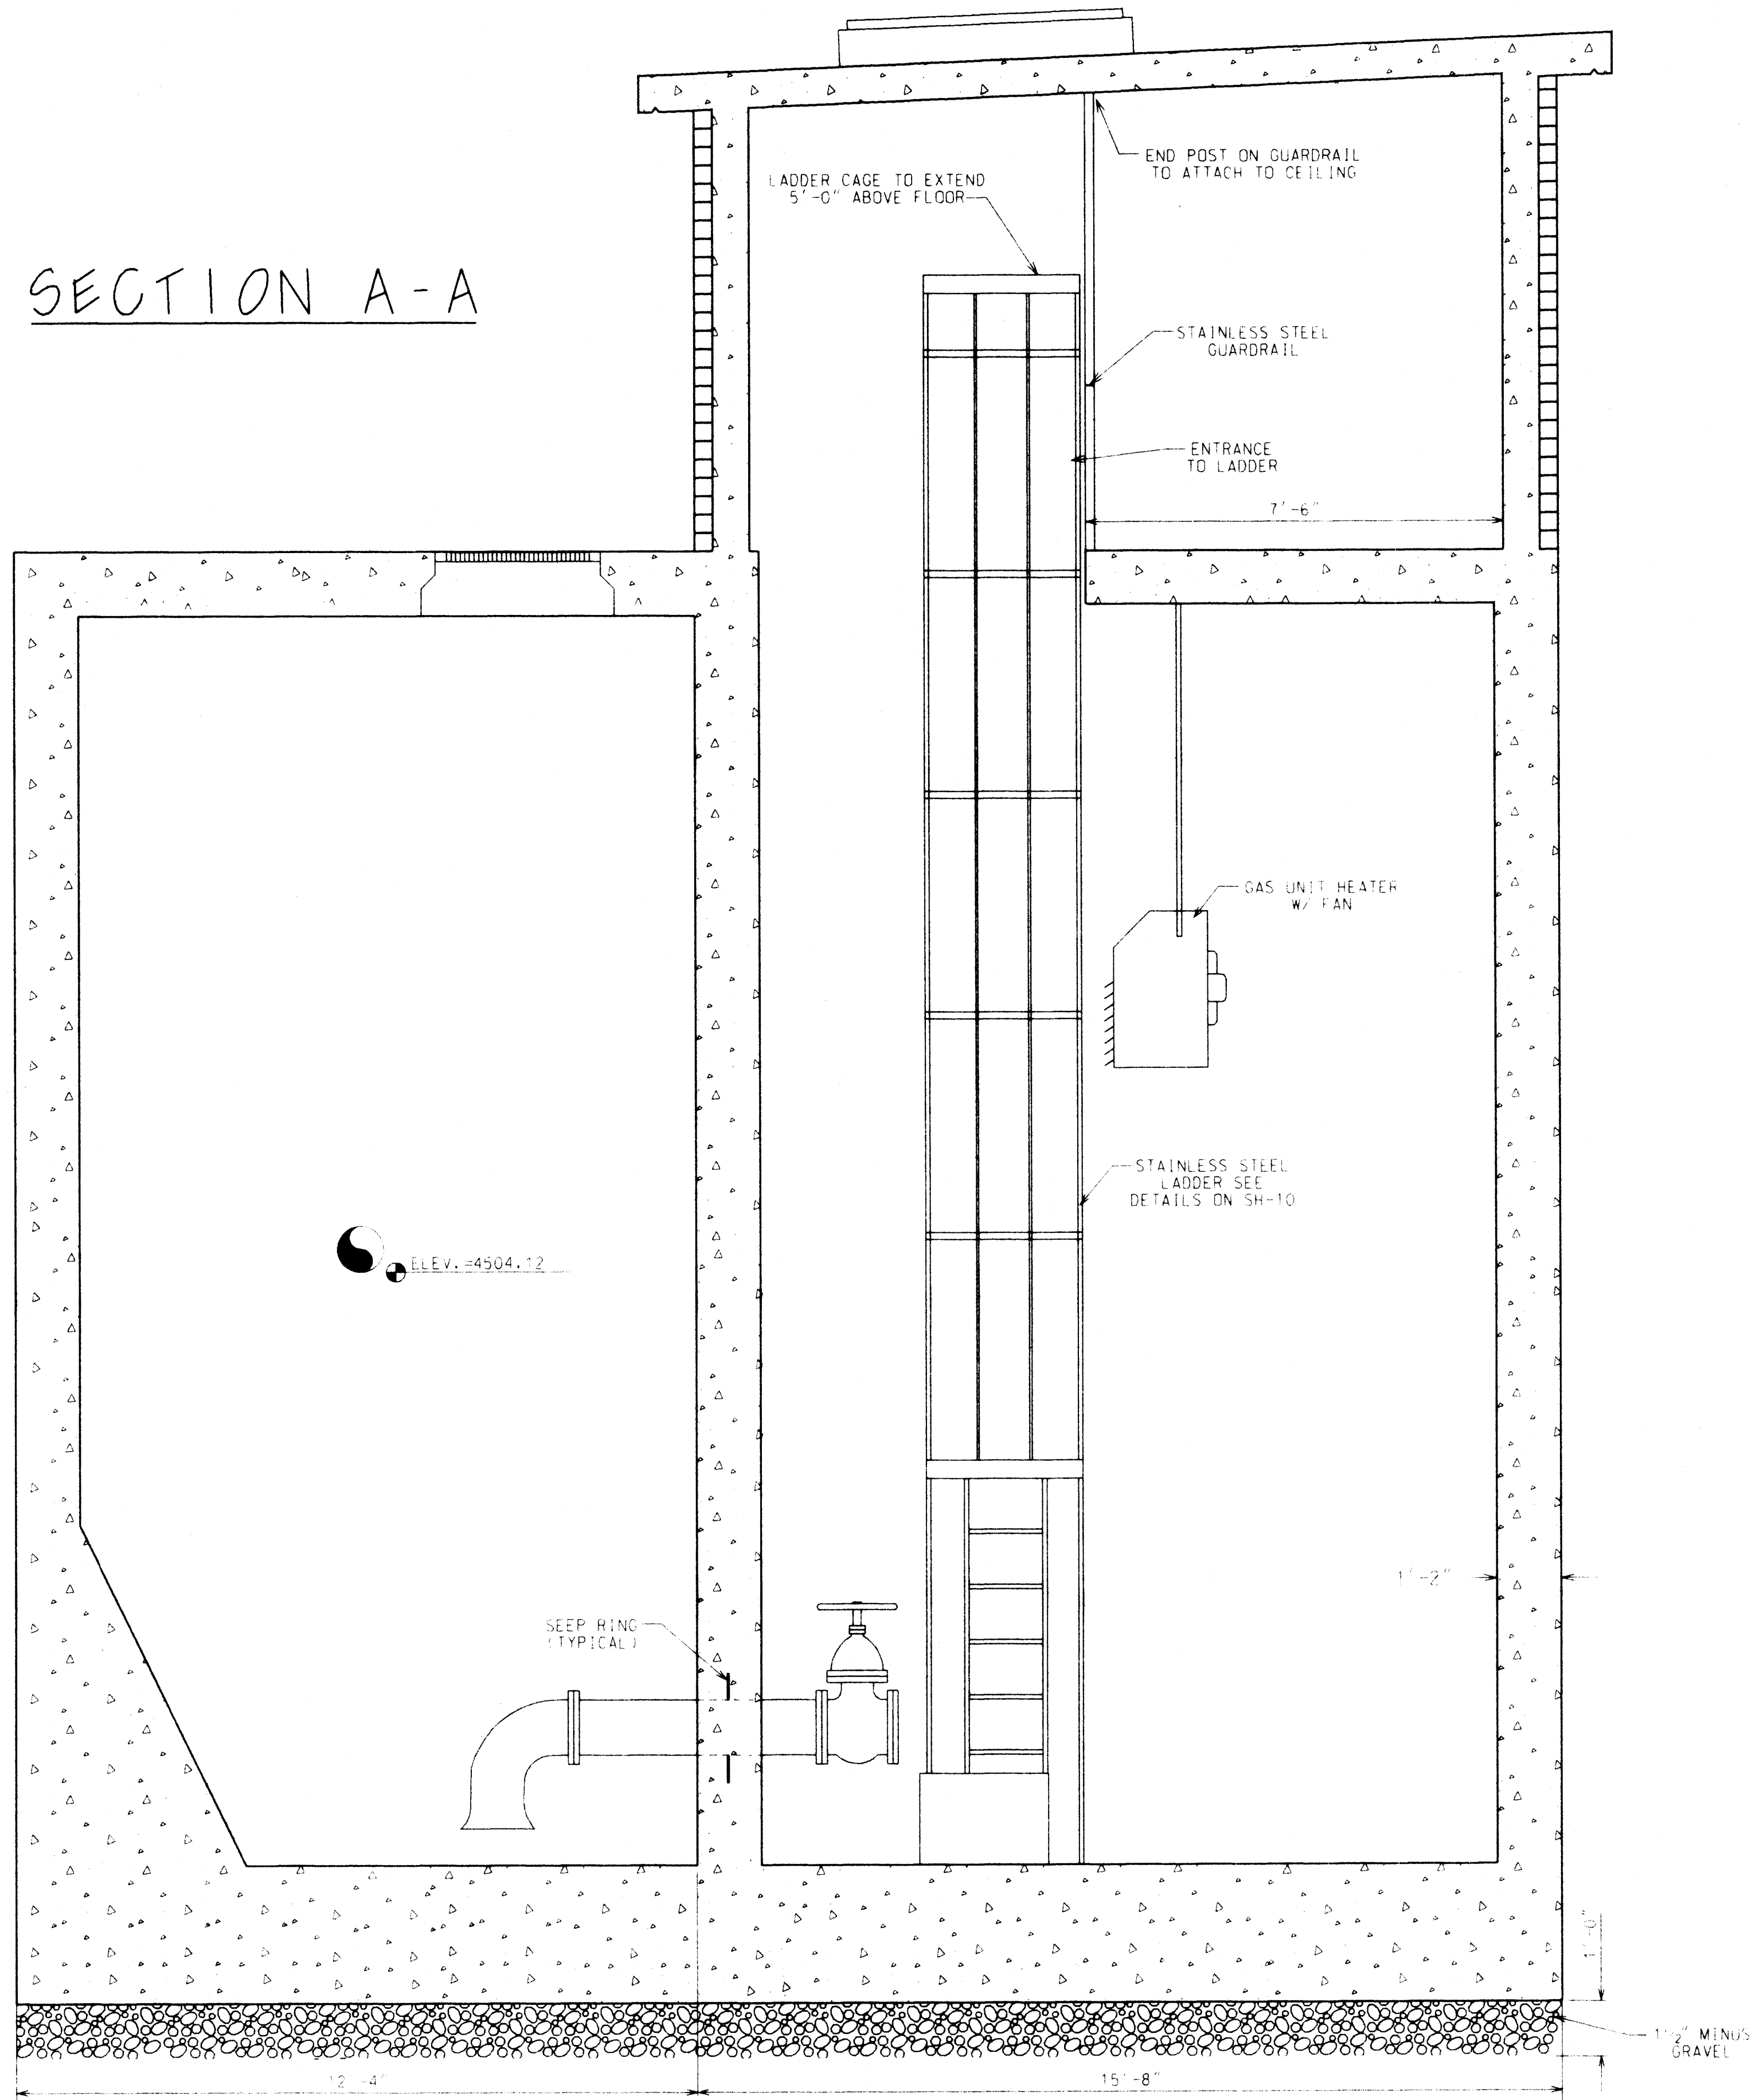 END POST ON GUARDRAIL
TO ATTACH TO CEILING
LADDER CAGE TO EXTEND
5'-0" ABOVE FLOOR
SECTION A-A
STAINLESS STEEL
GUARDRAIL
ENTRANCE
TO LADDER
7'-6"
GAS UNIT HEATER
W/ FAN
STAINLESS STEEL
LADDER SEE
DETAILS ON SH-10
ELEV.=4504.12
1'-2"
SEEP RING
(TYPICAL)
1'-0"
1½" MINUS
GRAVEL
12'-4"
15'-8"